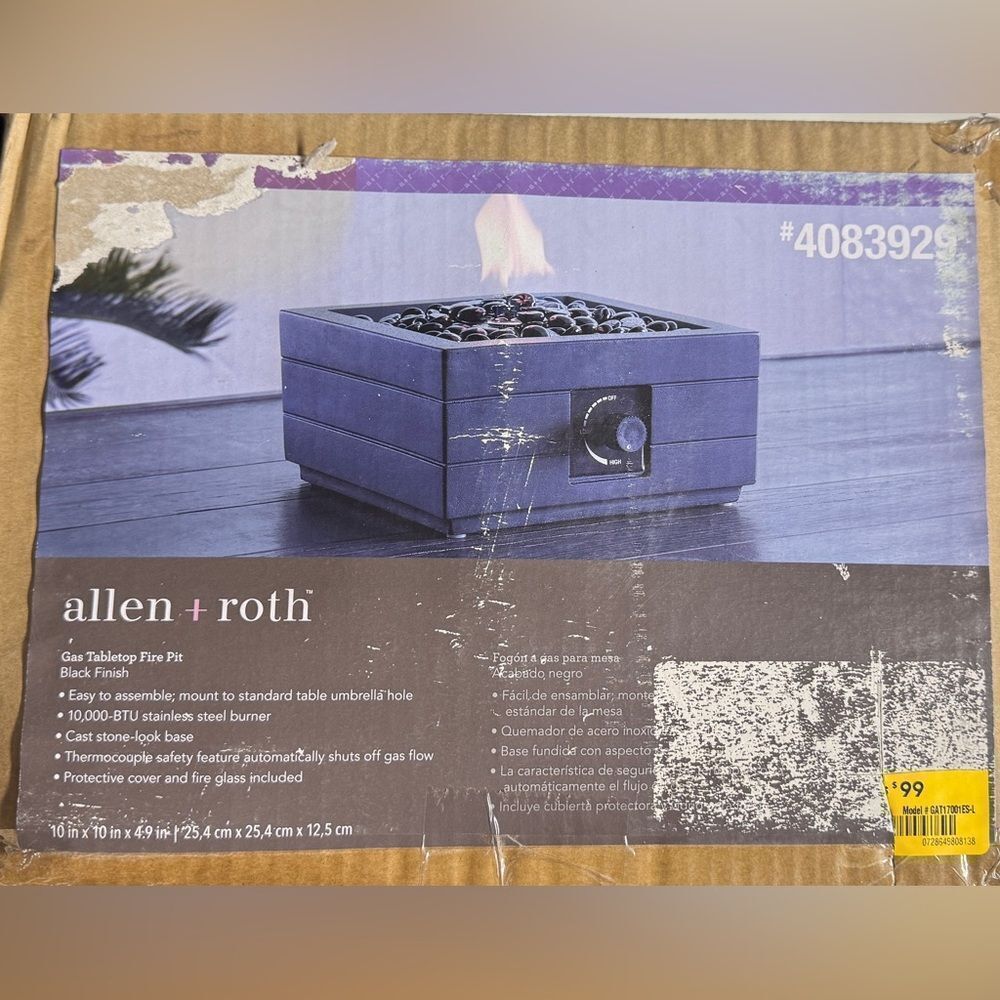 #4083929
OFF
HIGH
allen + roth™
Gas Tabletop Fire Pit
Black Finish
• Easy to assemble; mount to standard table umbrella hole
• 10,000-BTU stainless steel burner
• Cast stone-look base
• Thermocouple safety feature automatically shuts off gas flow
• Protective cover and fire glass included
10 in x 10 in x 4.9 in | 25,4 cm x 25,4 cm x 12,5 cm
Fogón a gas para mesa
Acabado negro
• Fácil de ensamblar; monte
estándar de la mesa
• Quemador de acero inoxid
• Base fundida con aspecto
• La característica de seguri
automáticamente el flujo
• Incluye cubierta protectora
$99
Model # GAT17001ES-L
0728645808138